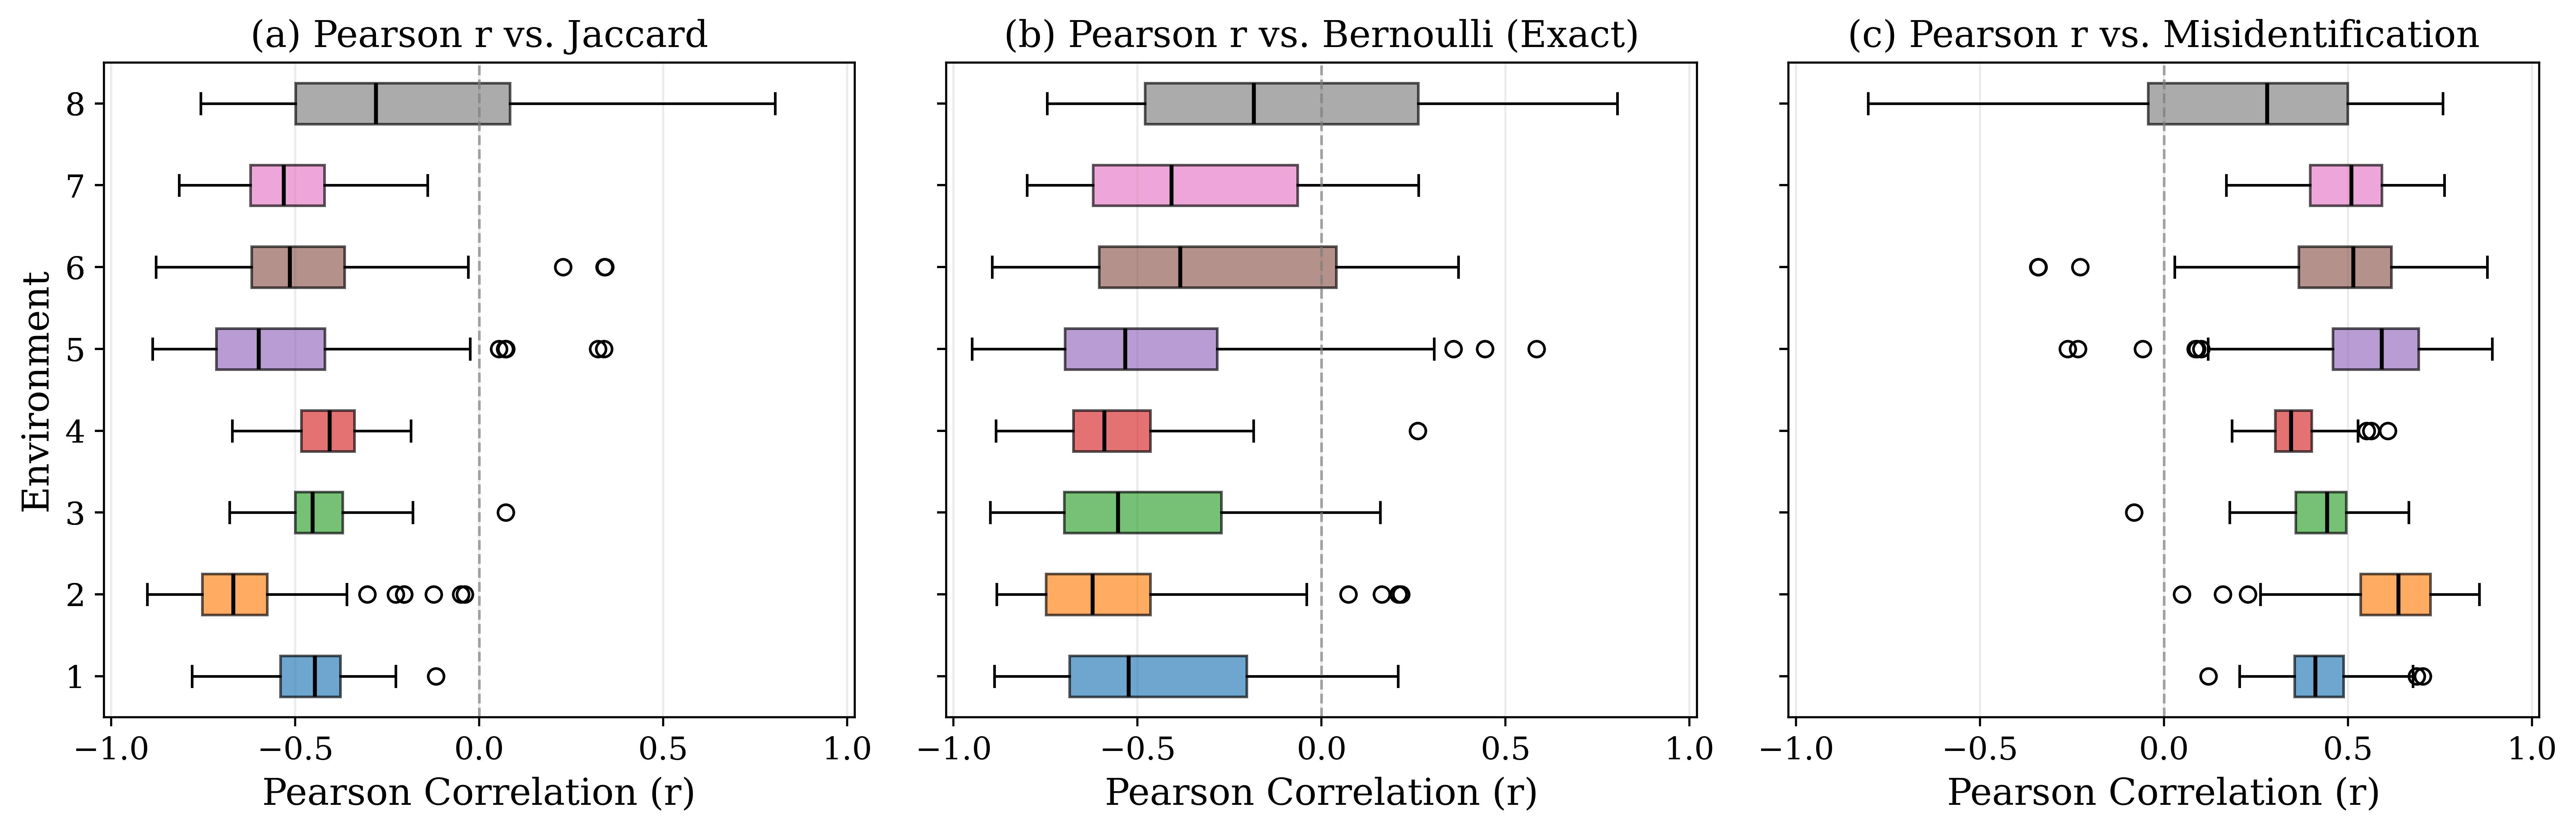 (a) Pearson r vs. Jaccard
(b) Pearson r vs. Bernoulli (Exact)
(c) Pearson r vs. Misidentification
Environment
8
7
6
5
4
3
2
1
−1.0 −0.5 0.0 0.5 1.0
−1.0 −0.5 0.0 0.5 1.0
−1.0 −0.5 0.0 0.5 1.0
Pearson Correlation (r)
Pearson Correlation (r)
Pearson Correlation (r)